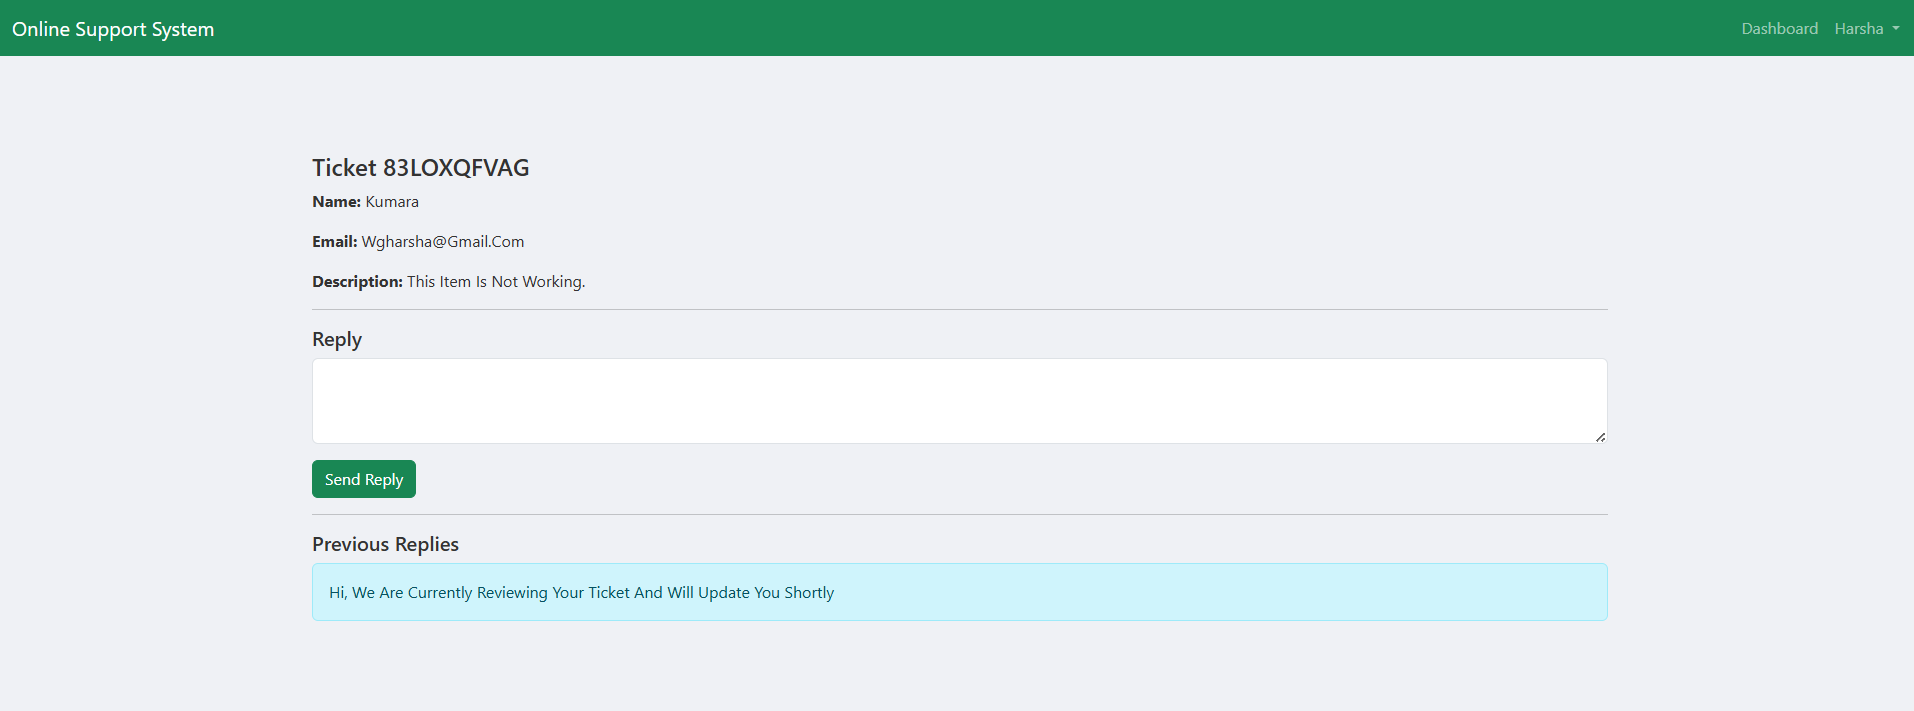 Online Support System
Dashboard Harsha
Ticket 83LOXQFVAG
Name: Kumara
Email: Wgharsha@Gmail.Com
Description: This Item Is Not Working.
Reply
Send Reply
Previous Replies
Hi, We Are Currently Reviewing Your Ticket And Will Update You Shortly